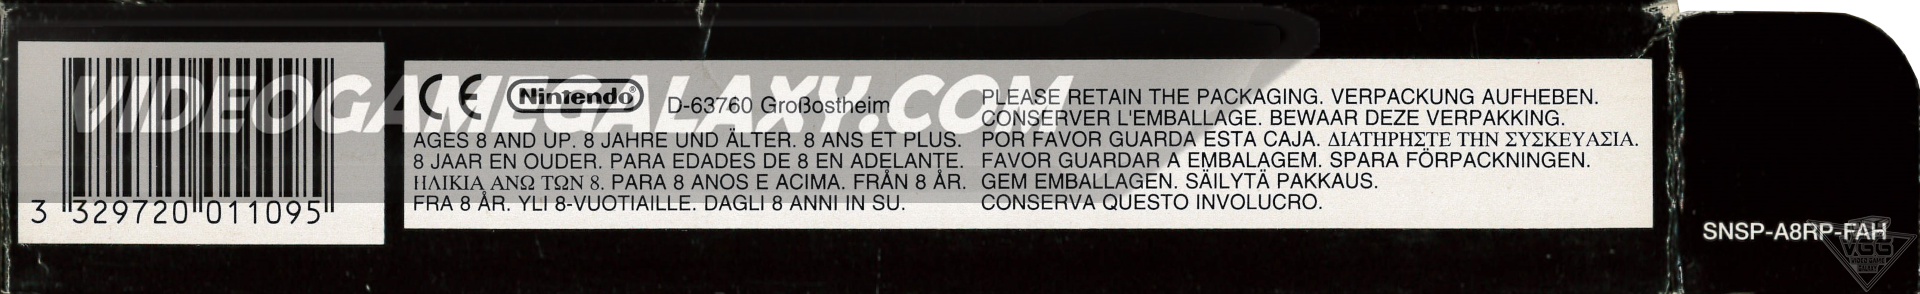 3 329720 011095
VIDEOGAMEGALAXY.COM
CE Nintendo® D-63760 Großostheim
AGES 8 AND UP. 8 JAHRE UND ÄLTER. 8 ANS ET PLUS.
8 JAAR EN OUDER. PARA EDADES DE 8 EN ADELANTE.
ΗΛΙΚΙΑ ΑΝΩ ΤΩΝ 8. PARA 8 ANOS E ACIMA. FRÅN 8 ÅR.
FRA 8 ÅR. YLI 8-VUOTIAILLE. DAGLI 8 ANNI IN SU.
PLEASE RETAIN THE PACKAGING. VERPACKUNG AUFHEBEN.
CONSERVER L'EMBALLAGE. BEWAAR DEZE VERPAKKING.
POR FAVOR GUARDA ESTA CAJA. ΔΙΑΤΗΡΗΣΤΕ ΤΗΝ ΣΥΣΚΕΥΑΣΙΑ.
FAVOR GUARDAR A EMBALAGEM. SPARA FÖRPACKNINGEN.
GEM EMBALLAGEN. SÄILYTÄ PAKKAUS.
CONSERVA QUESTO INVOLUCRO.
SNSP-A8RP-FAH
VGG
VIDEO GAME
GALAXY